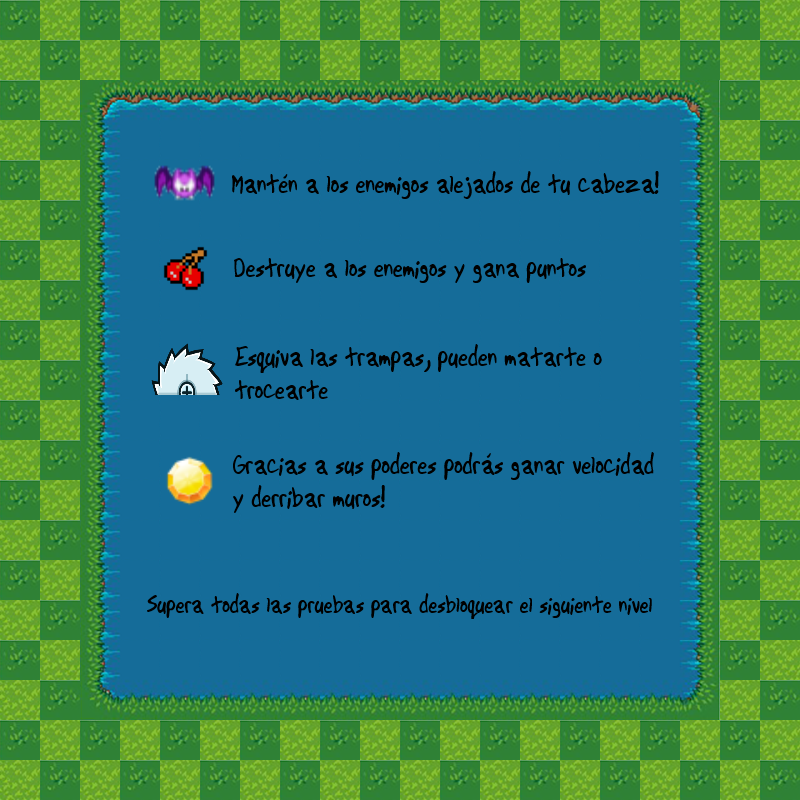 Mantén a los enemigos alejados de tu cabeza!
Destruye a los enemigos y gana puntos
Esquiva las trampas, pueden matarte o
trocearte
Gracias a sus poderes podrás ganar velocidad
y derribar muros!
Supera todas las pruebas para desbloquear el siguiente nivel